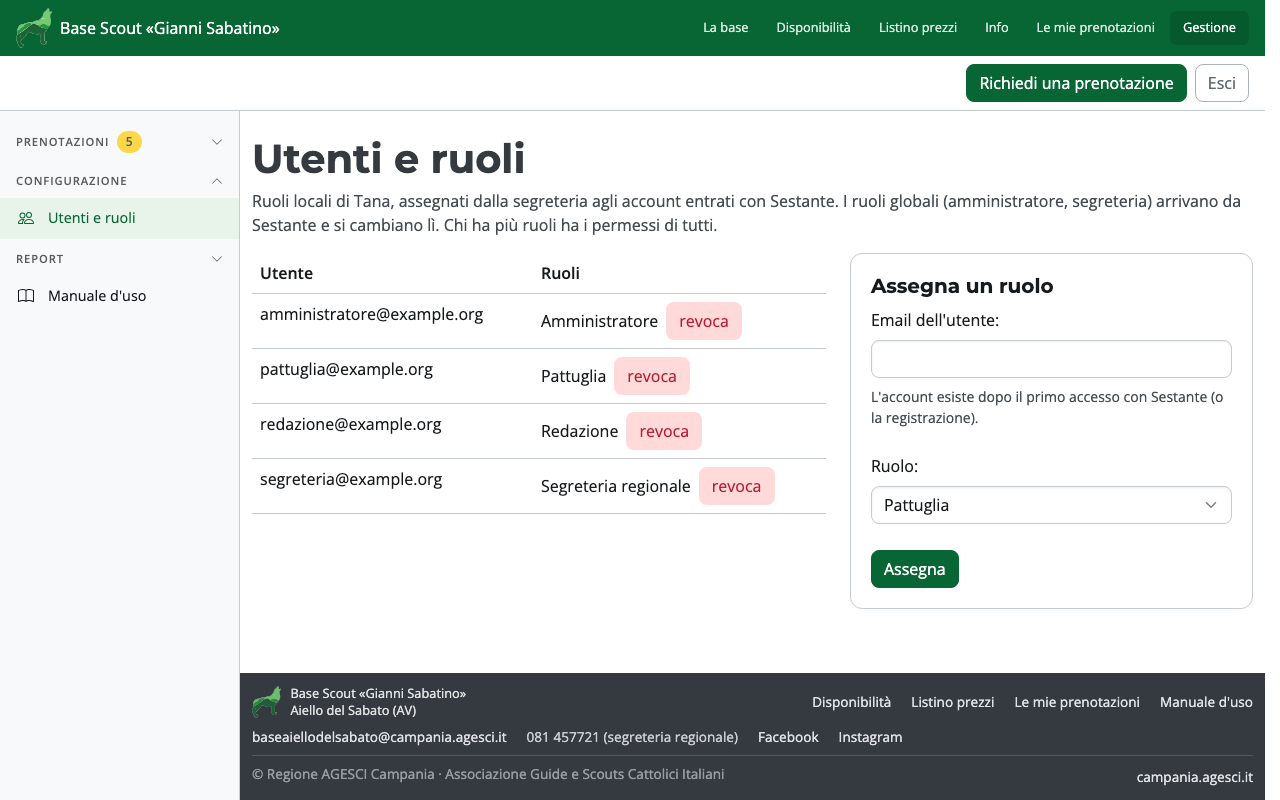 Base Scout «Gianni Sabatino»
La base
Disponibilità
Listino prezzi
Info
Le mie prenotazioni
Gestione
Richiedi una prenotazione
Esci
PRENOTAZIONI 5
CONFIGURAZIONE
Utenti e ruoli
REPORT
Manuale d'uso
Utenti e ruoli
Ruoli locali di Tana, assegnati dalla segreteria agli account entrati con Sestante. I ruoli globali (amministratore, segreteria) arrivano da
Sestante e si cambiano lì. Chi ha più ruoli ha i permessi di tutti.
Utente Ruoli
amministratore@example.org Amministratore revoca
pattuglia@example.org Pattuglia revoca
redazione@example.org Redazione revoca
segreteria@example.org Segreteria regionale revoca
Assegna un ruolo
Email dell'utente:
L'account esiste dopo il primo accesso con Sestante (o
la registrazione).
Ruolo:
Pattuglia
Assegna
Base Scout «Gianni Sabatino»
Aiello del Sabato (AV)
Disponibilità
Listino prezzi
Le mie prenotazioni
Manuale d'uso
baseaiellodelsabato@campania.agesci.it
081 457721 (segreteria regionale)
Facebook
Instagram
© Regione AGESCI Campania · Associazione Guide e Scouts Cattolici Italiani
campania.agesci.it